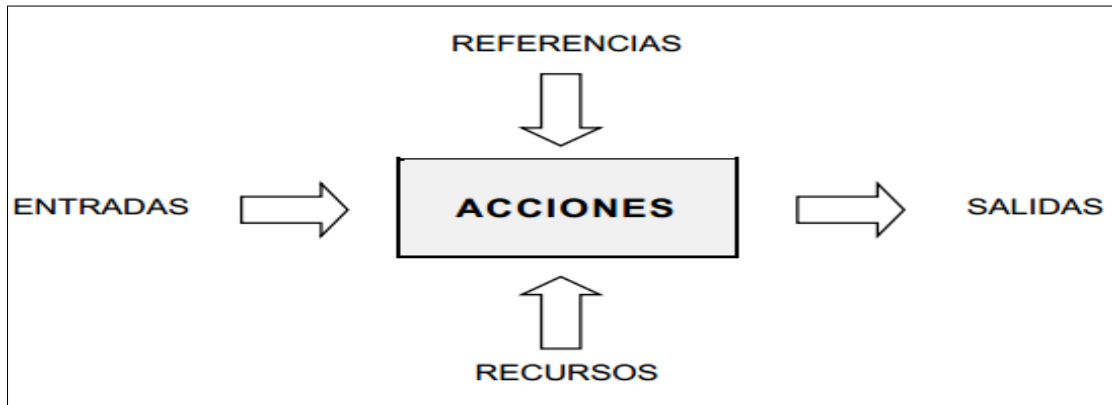 REFERENCIAS
ENTRADAS
ACCIONES
SALIDAS
RECURSOS